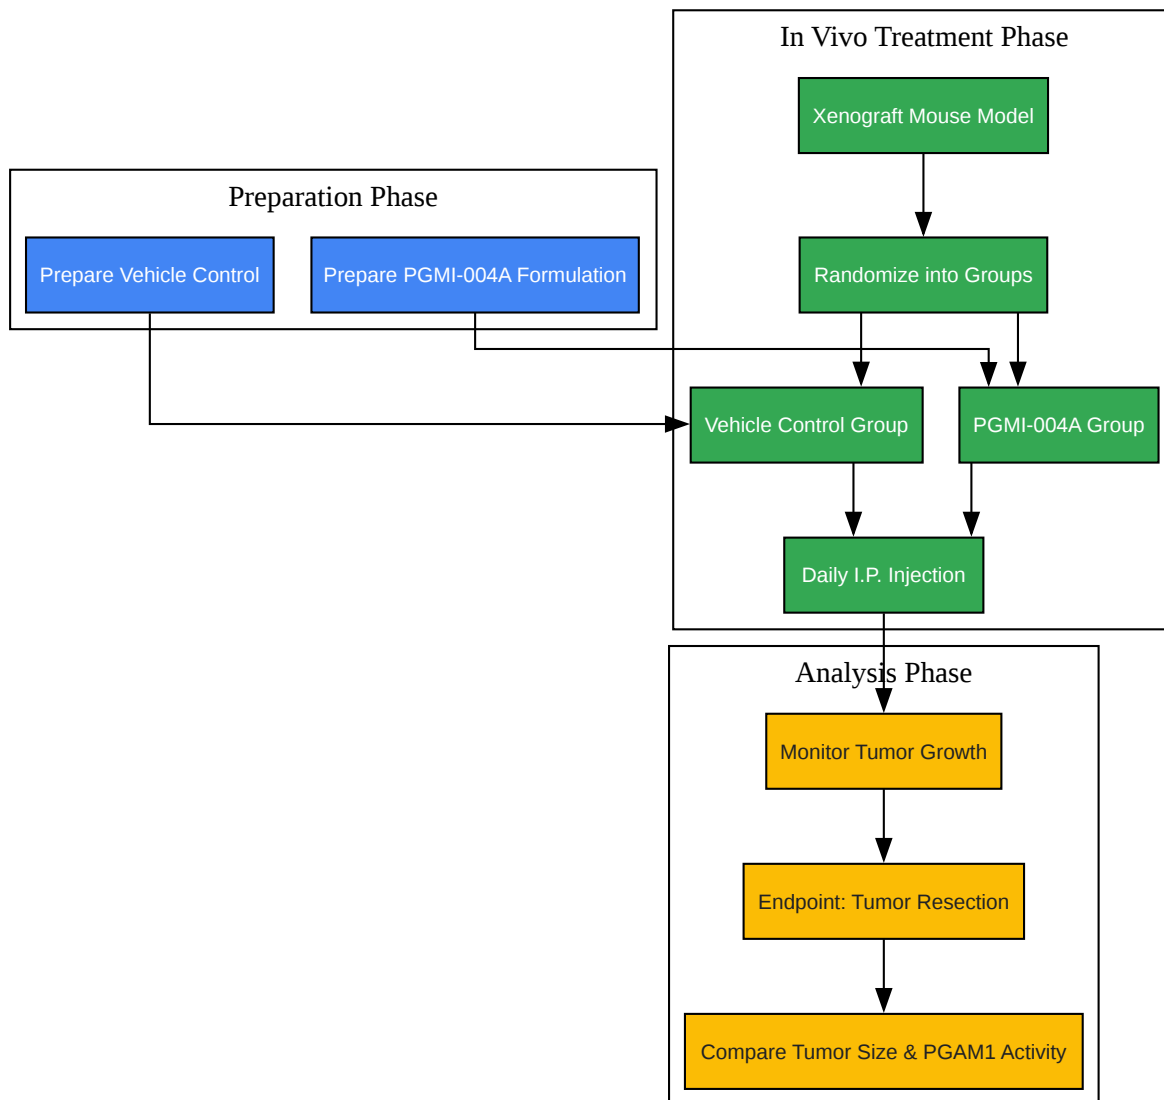 In Vivo Treatment Phase
Xenograft Mouse Model
Preparation Phase
Prepare Vehicle Control
Prepare PGMI-004A Formulation
Randomize into Groups
Vehicle Control Group
PGMI-004A Group
Daily I.P. Injection
Analysis Phase
Monitor Tumor Growth
Endpoint: Tumor Resection
Compare Tumor Size & PGAM1 Activity